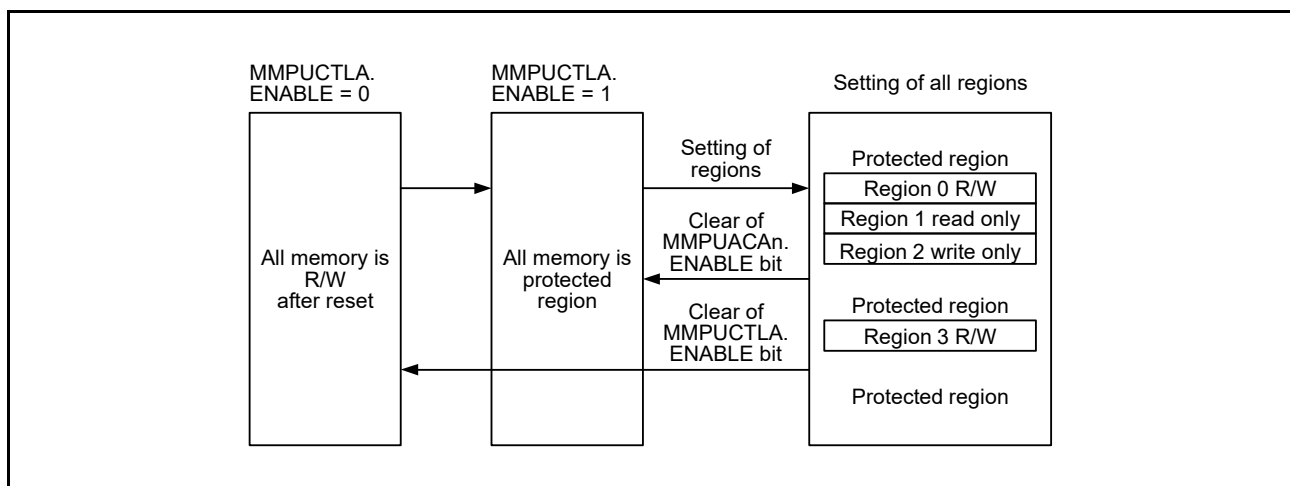 MMPUCTLA.
ENABLE = 0
MMPUCTLA.
ENABLE = 1
Setting of all regions
All memory is
R/W
after reset
All memory is
protected
region
Setting of
regions
Clear of
MMPUACAn.
ENABLE bit
Clear of
MMPUCTLA.
ENABLE bit
Protected region
Region 0 R/W
Region 1 read only
Region 2 write only
Protected region
Region 3 R/W
Protected region